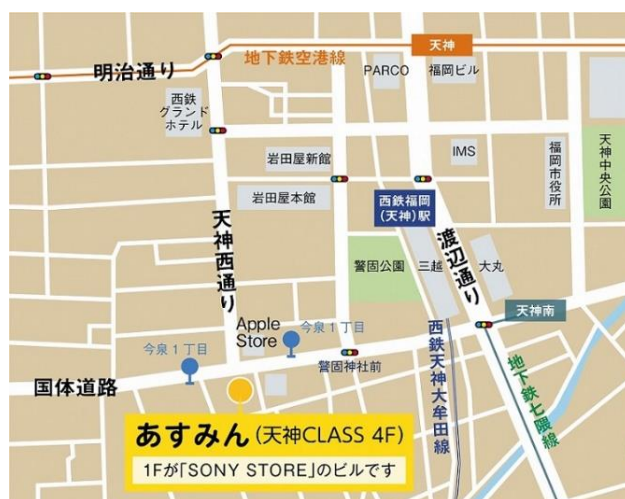 天神
明治通り
地下鉄空港線
PARCO
福岡ビル
西鉄
グランド
ホテル
岩田屋新館
IMS
福岡市役所
天神中央公園
岩田屋本館
西鉄福岡
(天神)駅
天神西通り
渡辺通り
警固公園
三越
大丸
天神南
Apple
Store
今泉1丁目
今泉1丁目
西鉄天神大牟田線
地下鉄七隈線
警固神社前
国体道路
あすみん(天神CLASS 4F)
1Fが「SONY STORE」のビルです